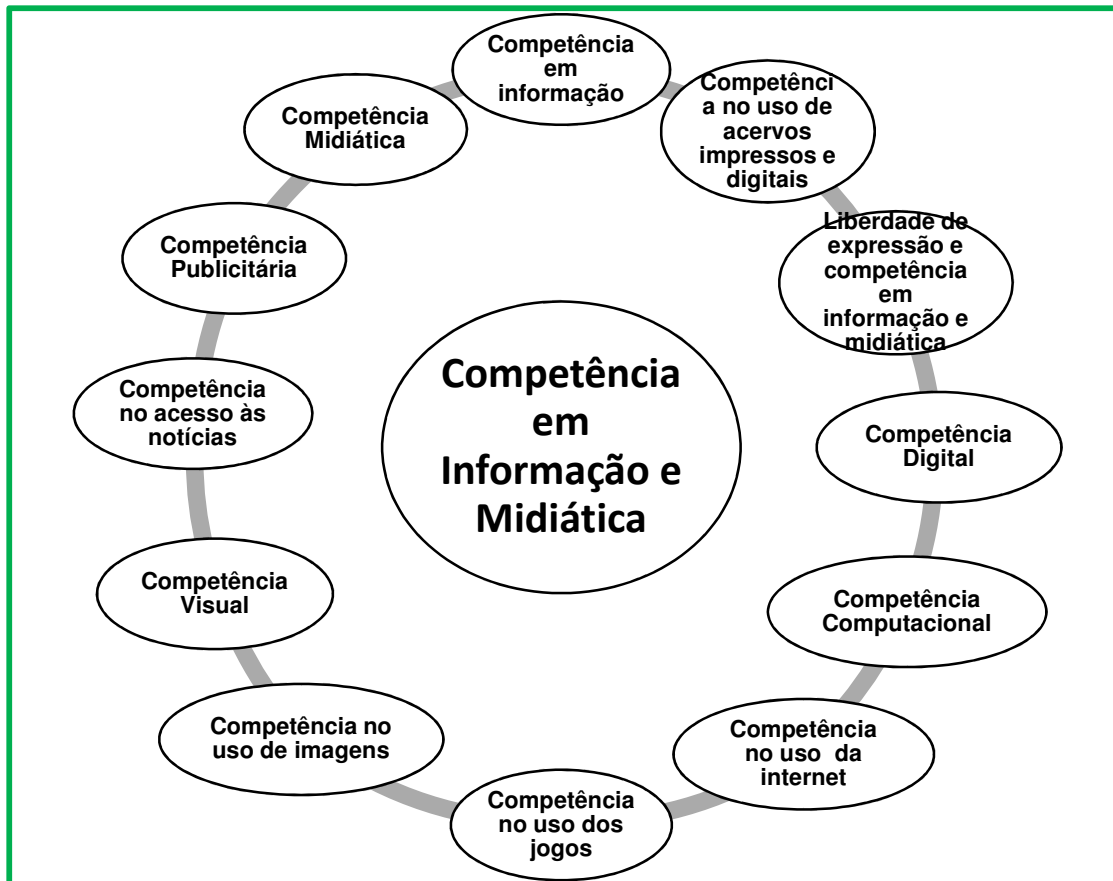 Competência
em
informação
Competênci
a no uso de
acervos
impressos e
digitais
Liberdade de
expressão e
competência
em
informação e
midiática
Competência
Digital
Competência
Computacional
Competência
no uso da
internet
Competência
no uso dos
jogos
Competência no
uso de imagens
Competência
Visual
Competência
no acesso às
notícias
Competência
Publicitária
Competência
Midiática
Competência
em
Informação e
Midiática